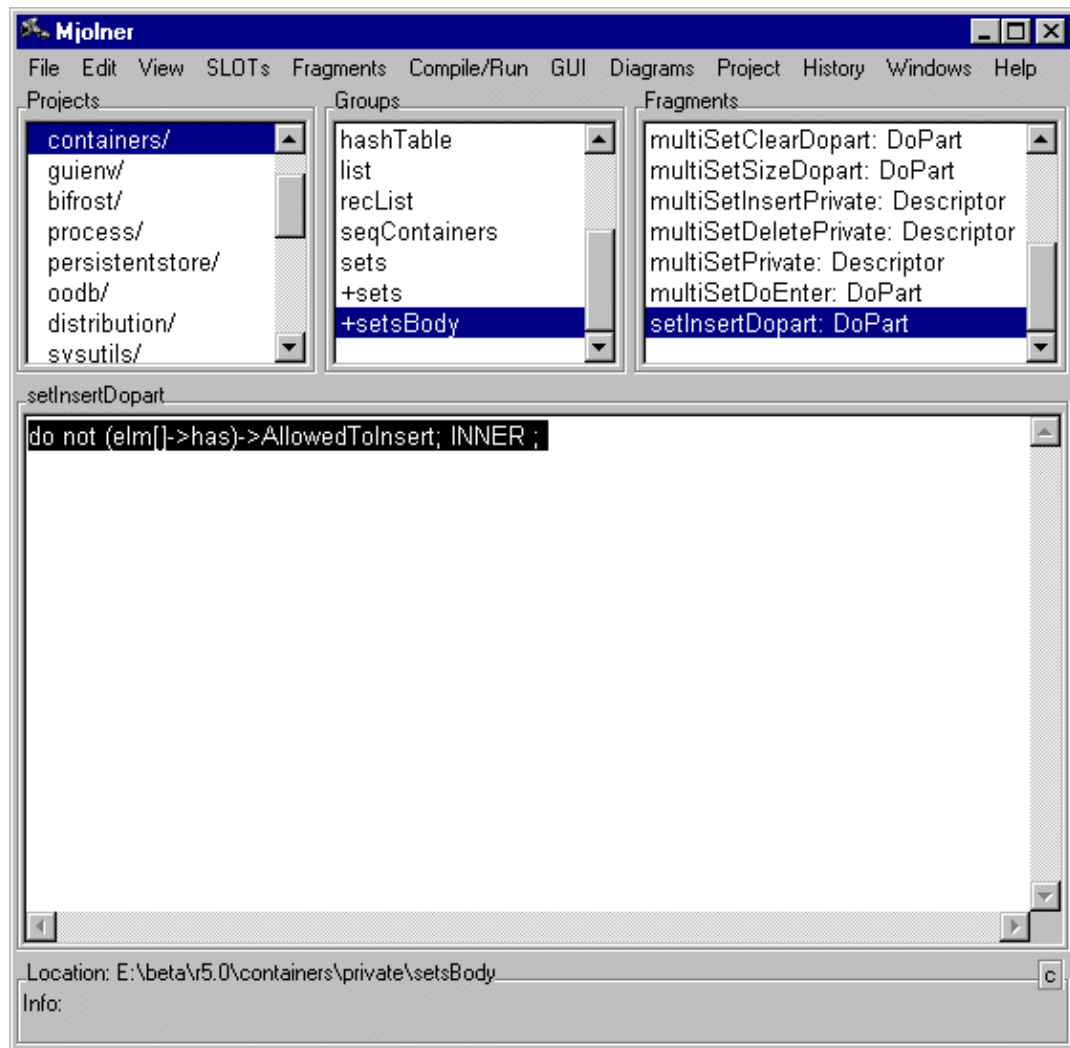 Mjolner
File Edit View SLOTs Fragments Compile/Run GUI Diagrams Project History Windows Help
Projects
containers/
guienv/
bifrost/
process/
persistentstore/
oodb/
distribution/
sysutils/
Groups
hashTable
list
recList
seqContainers
sets
+sets
+setsBody
Fragments
multiSetClearDopart: DoPart
multiSetSizeDopart: DoPart
multiSetInsertPrivate: Descriptor
multiSetDeletePrivate: Descriptor
multiSetPrivate: Descriptor
multiSetDoEnter: DoPart
setInsertDopart: DoPart
setInsertDopart
do not (elm[]->has)->AllowedToInsert; INNER ;
Location: E:\beta\r5.0\containers\private\setsBody
c
Info: